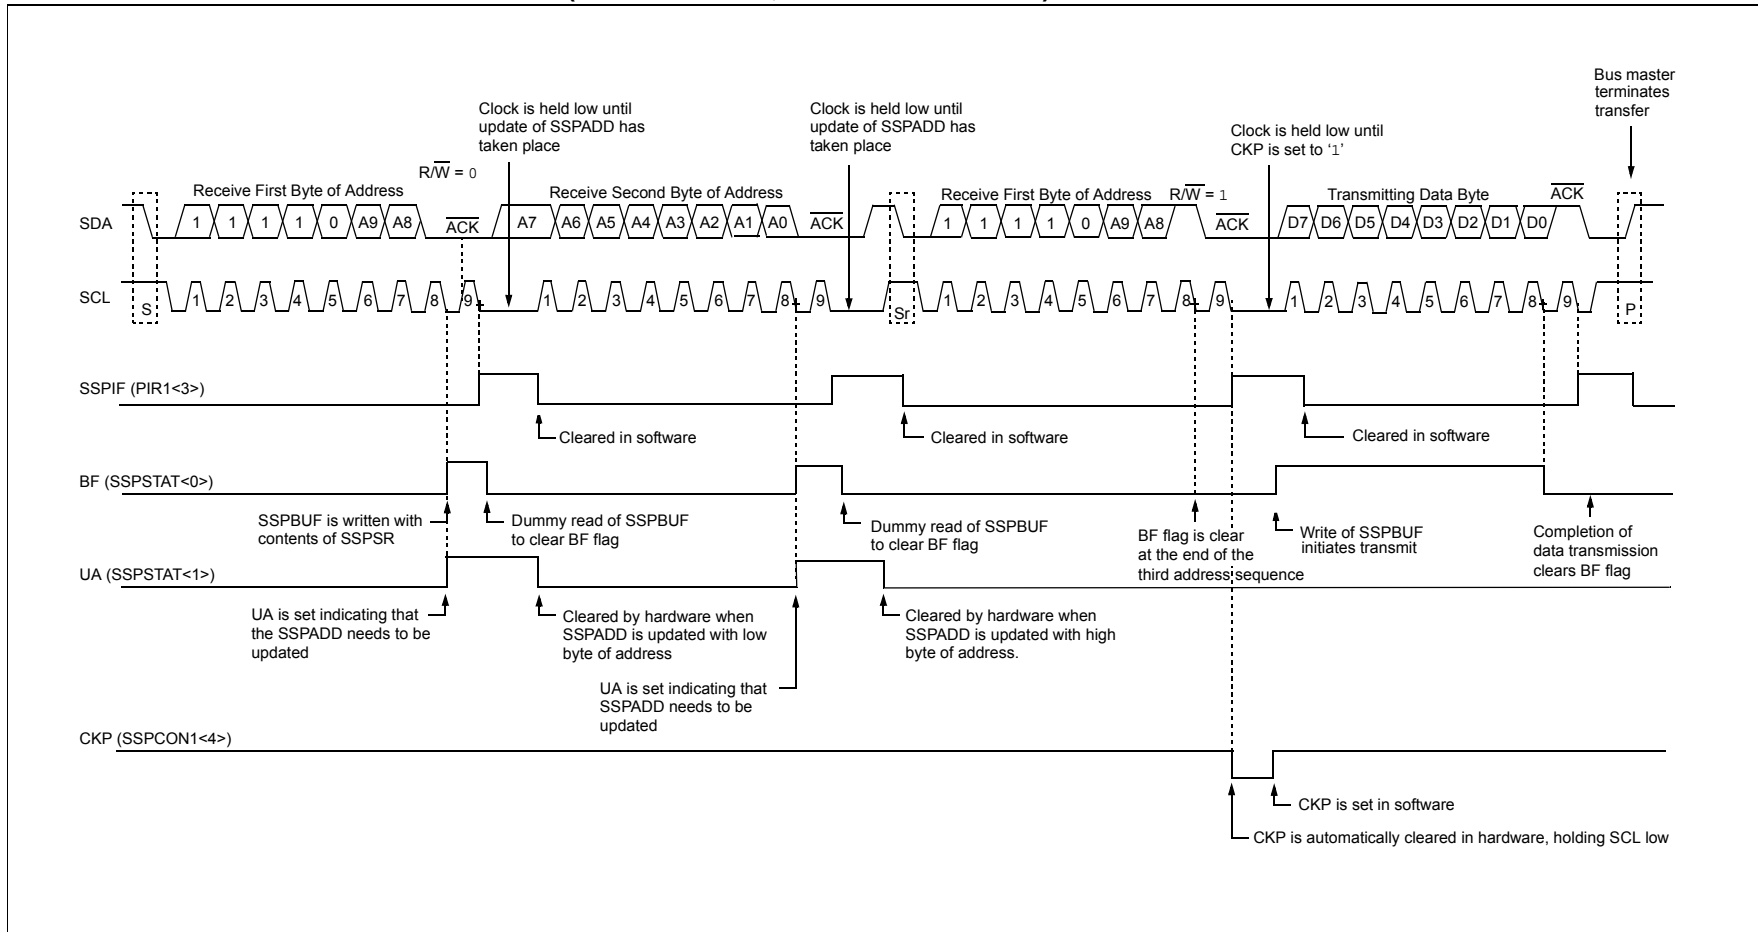 Bus master
terminates
transfer
Clock is held low until
update of SSPADD has
taken place
Clock is held low until
update of SSPADD has
taken place
Clock is held low until
CKP is set to ‘1’
R/W = 0
Receive First Byte of Address
Receive Second Byte of Address
Receive First Byte of Address
R/W = 1
Transmitting Data Byte
ACK
SDA
1 1 1 1 0 A9 A8
ACK
A7 A6 A5 A4 A3 A2 A1 A0
ACK
1 1 1 1 0 A9 A8
ACK
D7 D6 D5 D4 D3 D2 D1 D0
SCL
S
1 2 3 4 5 6 7 8 9
1 2 3 4 5 6 7 8 9
Sr
1 2 3 4 5 6 7 8 9
1 2 3 4 5 6 7 8 9
P
SSPIF (PIR1<3>)
Cleared in software
Cleared in software
Cleared in software
BF (SSPSTAT<0>)
SSPBUF is written with
contents of SSPSR
Dummy read of SSPBUF
to clear BF flag
Dummy read of SSPBUF
to clear BF flag
BF flag is clear
at the end of the
third address sequence
Write of SSPBUF
initiates transmit
Completion of
data transmission
clears BF flag
UA (SSPSTAT<1>)
UA is set indicating that
the SSPADD needs to be
updated
Cleared by hardware when
SSPADD is updated with low
byte of address
UA is set indicating that
SSPADD needs to be
updated
Cleared by hardware when
SSPADD is updated with high
byte of address.
CKP (SSPCON1<4>)
CKP is set in software
CKP is automatically cleared in hardware, holding SCL low